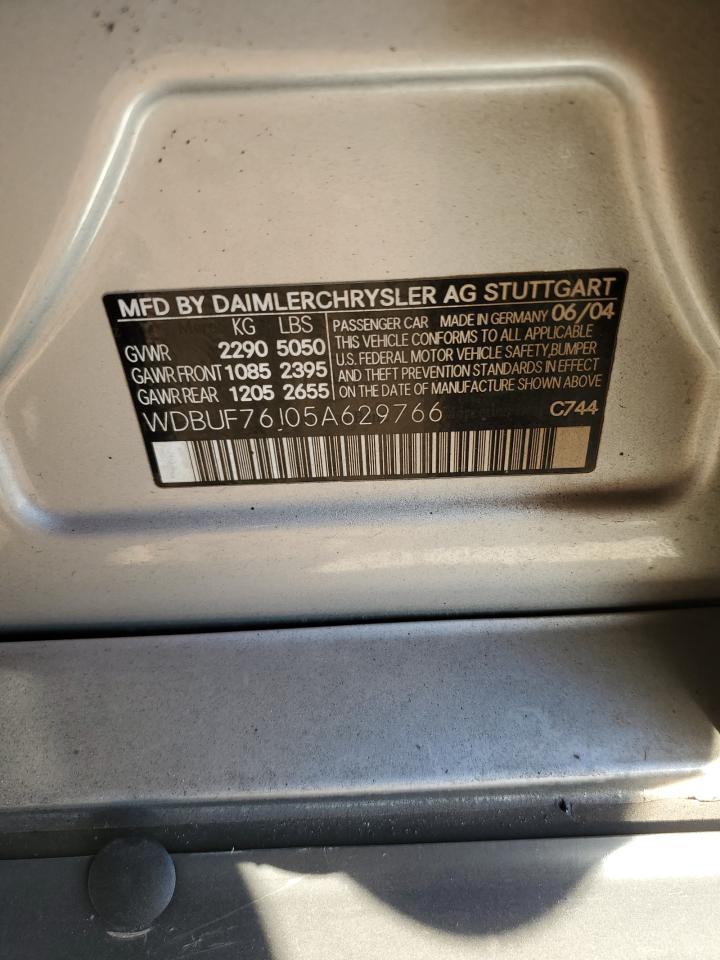 MFD BY DAIMLERCHRYSLER AG STUTTGART
KG LBS
GVWR 2290 5050
GAWR FRONT 1085 2395
GAWR REAR 1205 2655
PASSENGER CAR MADE IN GERMANY 06/04
THIS VEHICLE CONFORMS TO ALL APPLICABLE
U.S. FEDERAL MOTOR VEHICLE SAFETY,BUMPER
AND THEFT PREVENTION STANDARDS IN EFFECT
ON THE DATE OF MANUFACTURE SHOWN ABOVE
WDBUF76J05A629766 C744